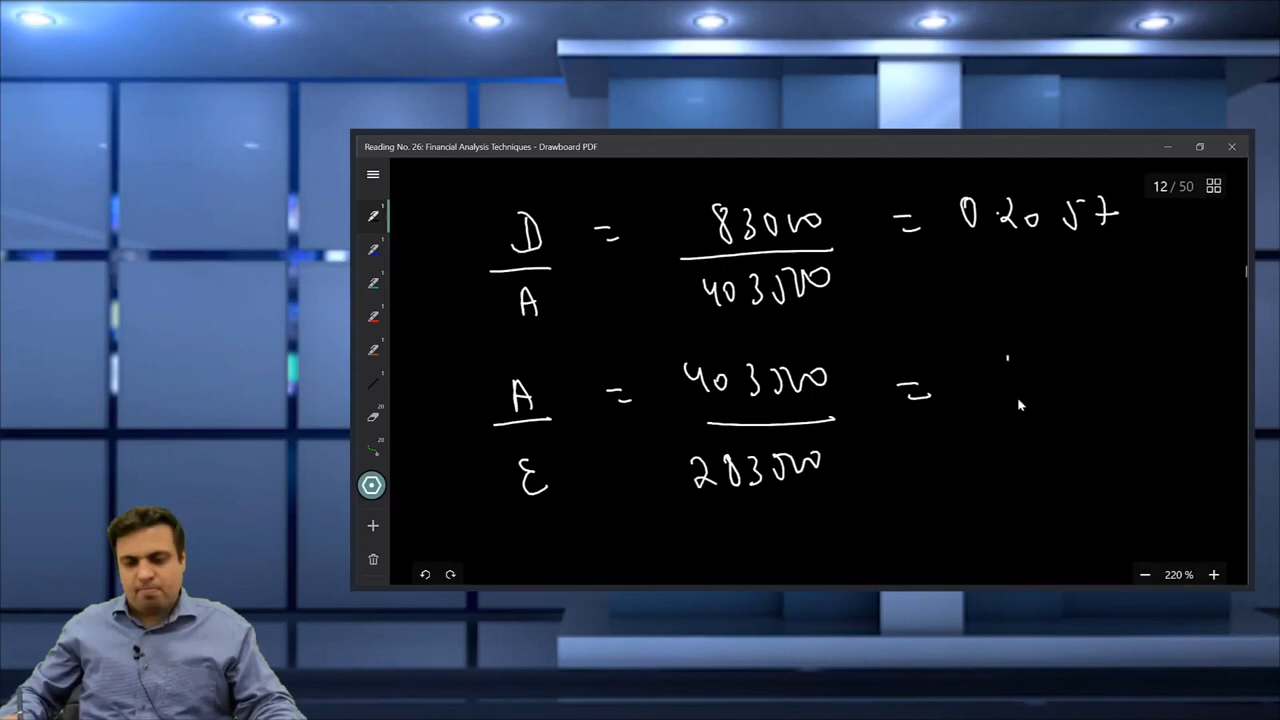 Reading No. 26: Financial Analysis Techniques - Drawboard PDF
12 / 50
D/A = 83000/403500 = 0.2057
A/E = 403500/283500 =
220 %